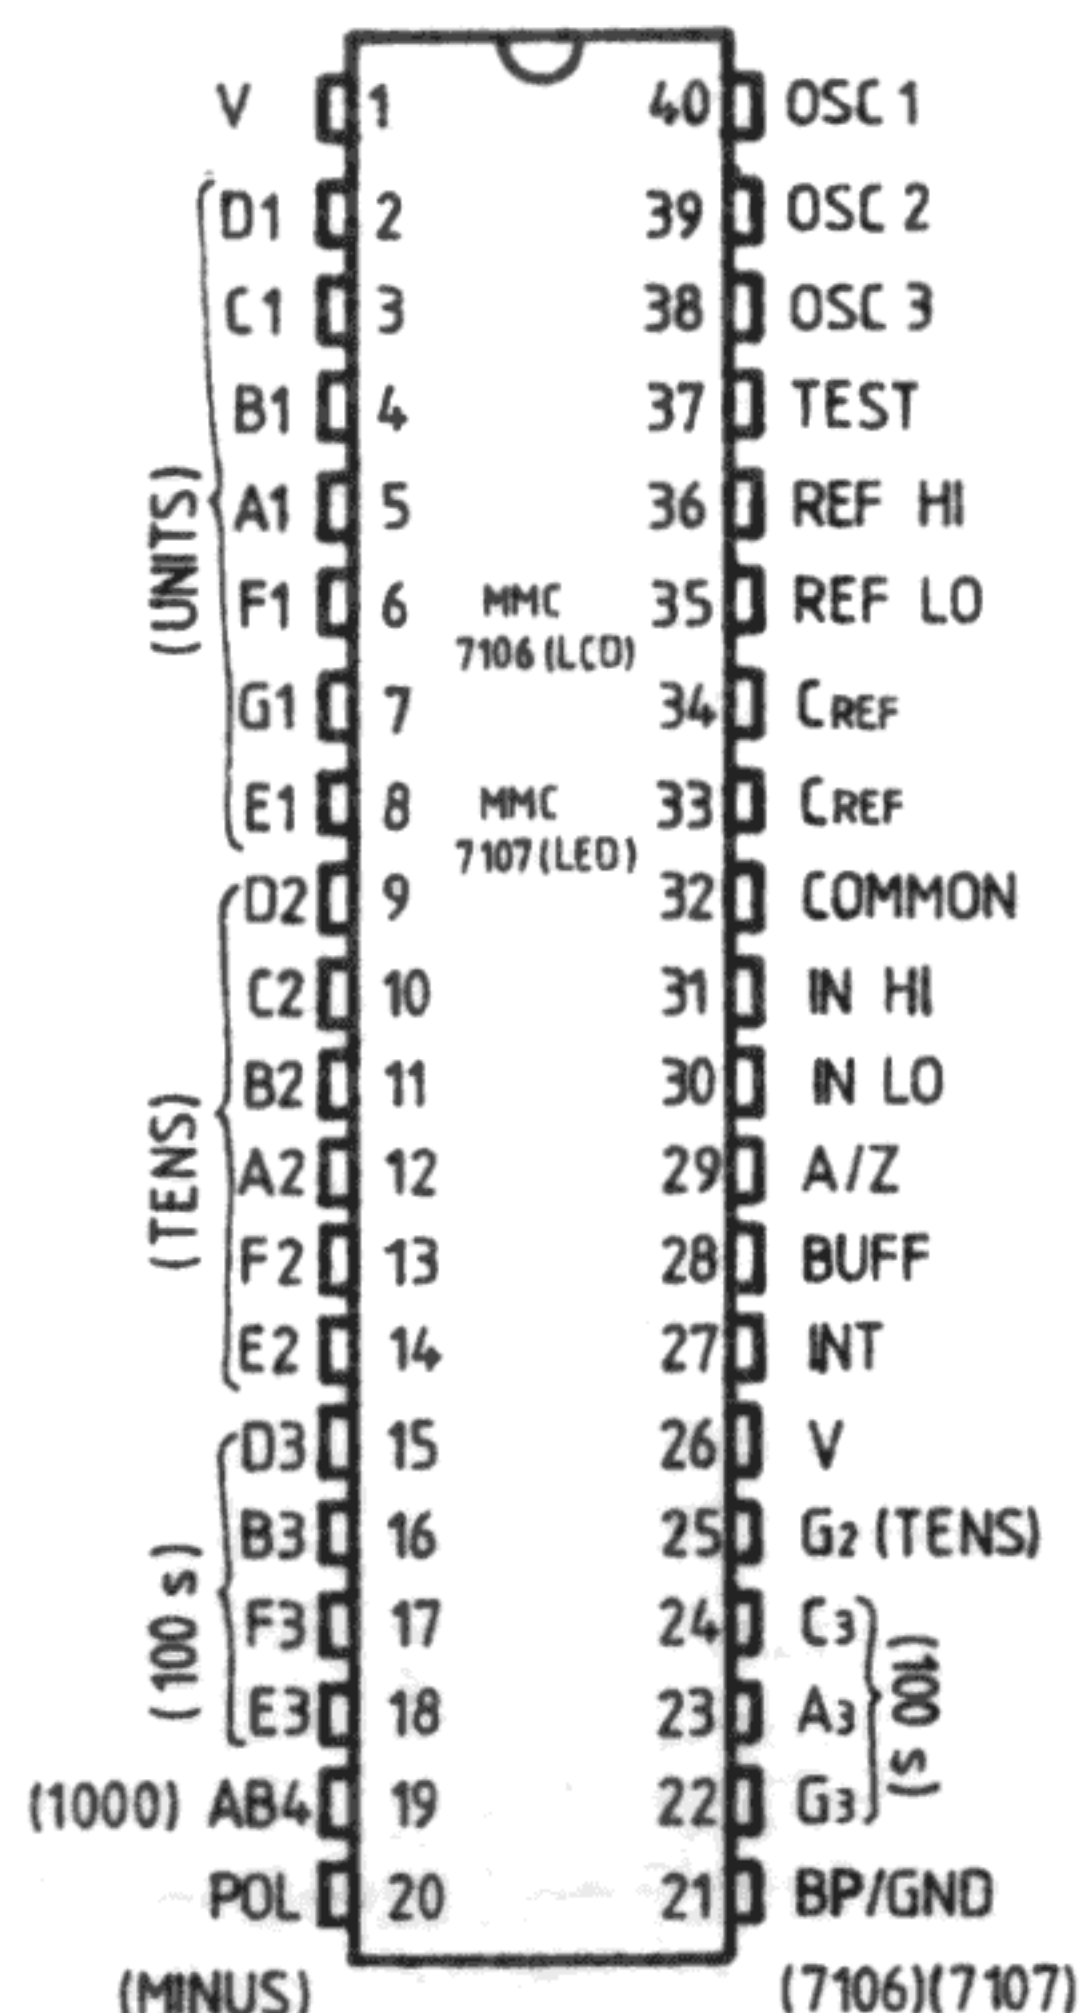 V 1 40 OSC 1
D1 2 39 OSC 2
C1 3 38 OSC 3
B1 4 37 TEST
A1 5 36 REF HI
F1 6 35 REF LO
G1 7 34 CREF
E1 8 33 CREF
D2 9 32 COMMON
C2 10 31 IN HI
B2 11 30 IN LO
A2 12 29 A/Z
F2 13 28 BUFF
E2 14 27 INT
D3 15 26 V
B3 16 25 G2 (TENS)
F3 17 24 C3
E3 18 23 A3
(1000) AB4 19 22 G3
POL 20 21 BP/GND
(MINUS) (7106)(7107)
(UNITS)
(TENS)
(100 s)
MMC
7106 (LCD)
MMC
7107 (LED)
(100 s)